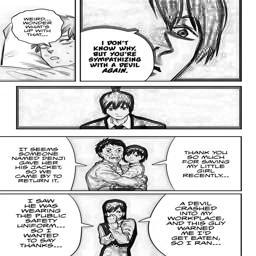 WEIRD...
WONDER
WHAT'S
UP WITH
THAT...
I DON'T
KNOW WHY,
BUT YOU'RE
SYMPATHIZING
WITH A DEVIL
AGAIN.
THANK YOU
SO MUCH
FOR SAVING
MY LITTLE
GIRL
RECENTLY...
IT SEEMS
SOMEONE
NAMED DENJI
GAVE HER
HIS JACKET,
SO WE
CAME BY TO
RETURN IT.
A DEVIL
CRASHED
INTO MY
WORKPLACE,
AND THIS GUY
WARNED ME
I'D GET
EATEN,
SO I RAN...
I SAW
HE WAS
WEARING
THE PUBLIC
SAFETY
UNIFORM...
SO I
WANTED
TO SAY
THANKS...